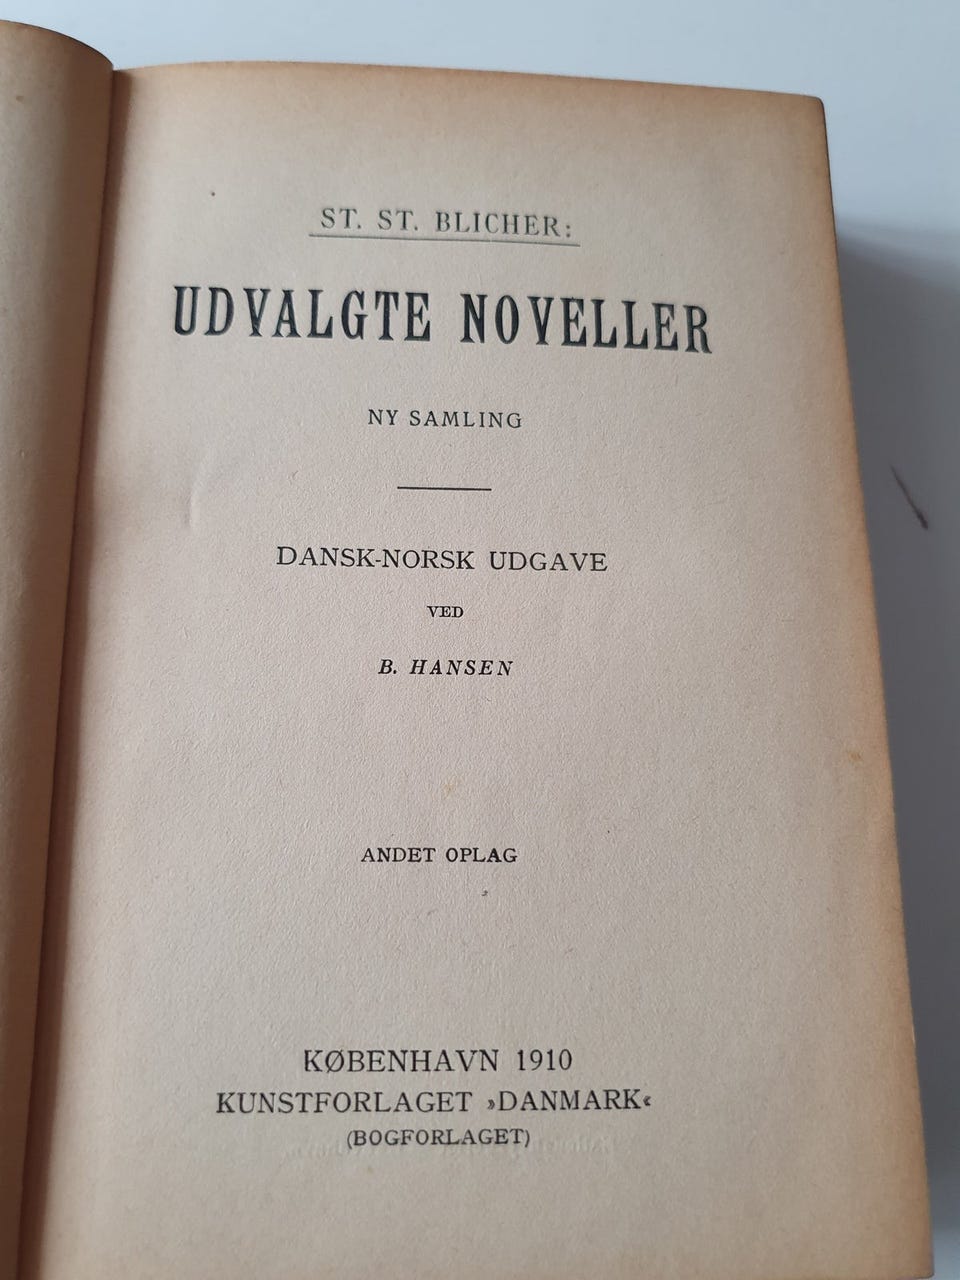 ST. ST. BLICHER:
UDVALGTE NOVELLER
NY SAMLING
DANSK-NORSK UDGAVE
VED
B. HANSEN
ANDET OPLAG
KØBENHAVN 1910
KUNSTFORLAGET »DANMARK«
(BOGFORLAGET)